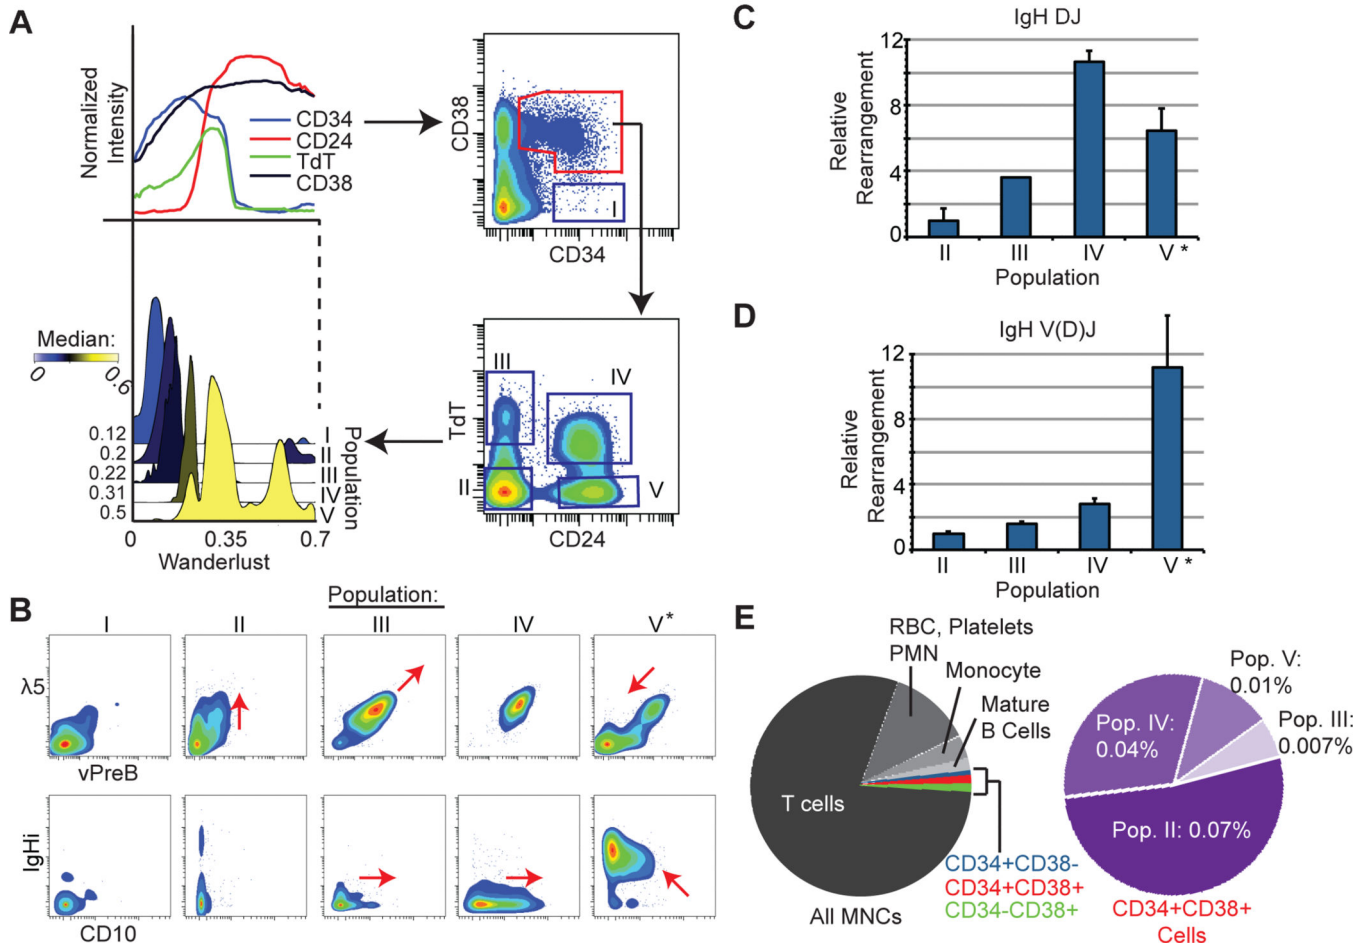 A
Normalized
Intensity
CD34
CD24
TdT
CD38
CD38
I
CD34
Median:
0
0.6
0.12
0.2
0.22
0.31
0.5
I
II
III
IV
V
Population
0
0.35
0.7
Wanderlust
TdT
III
IV
II
V
CD24
B
Population:
I
II
III
IV
V*
λ5
vPreB
IgHi
CD10
C
IgH DJ
Relative
Rearrangement
12
8
4
0
II
III
IV
V *
Population
D
IgH V(D)J
Relative
Rearrangement
12
8
4
0
II
III
IV
V *
Population
E
RBC, Platelets
PMN
Monocyte
Mature
B Cells
T cells
CD34+CD38-
CD34+CD38+
CD34-CD38+
All MNCs
Pop. V:
0.01%
Pop. IV:
0.04%
Pop. III:
0.007%
Pop. II: 0.07%
CD34+CD38+
Cells